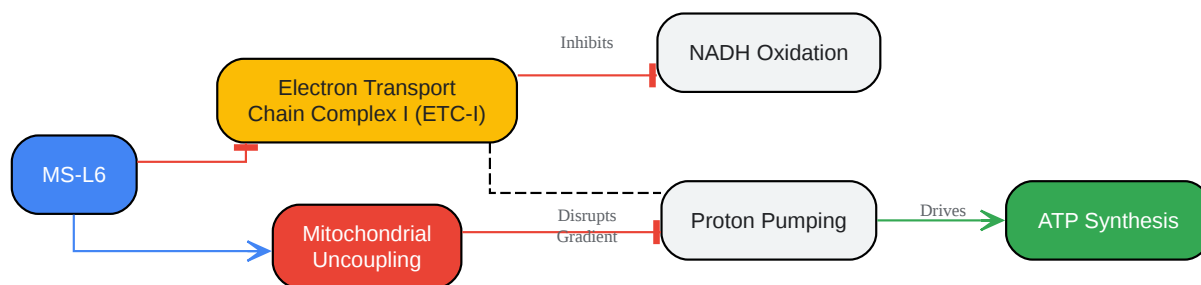 Inhibits
NADH Oxidation
Electron Transport
Chain Complex I (ETC-I)
MS-L6
Mitochondrial
Uncoupling
Disrupts
Gradient
Proton Pumping
Drives
ATP Synthesis